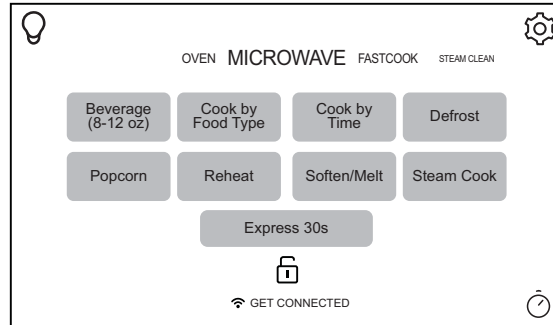 OVEN MICROWAVE FASTCOOK STEAM CLEAN
Beverage
(8-12 oz)
Cook by
Food Type
Cook by
Time
Defrost
Popcorn
Reheat
Soften/Melt
Steam Cook
Express 30s
GET CONNECTED